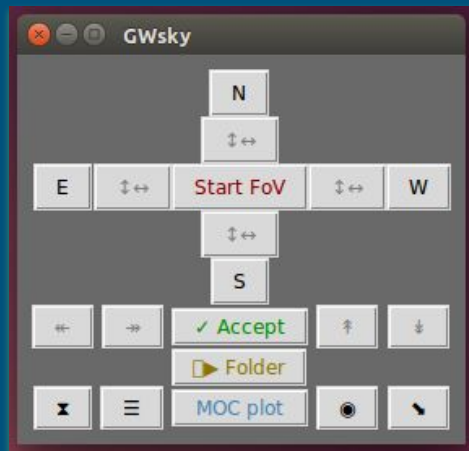 GWsky
N
↕↔
E ↕↔ Start FoV ↕↔ W
↕↔
S
↞ ↠ ✓ Accept ↟ ↡
▯▶ Folder
⧗ ☰ MOC plot ◉ ⬊